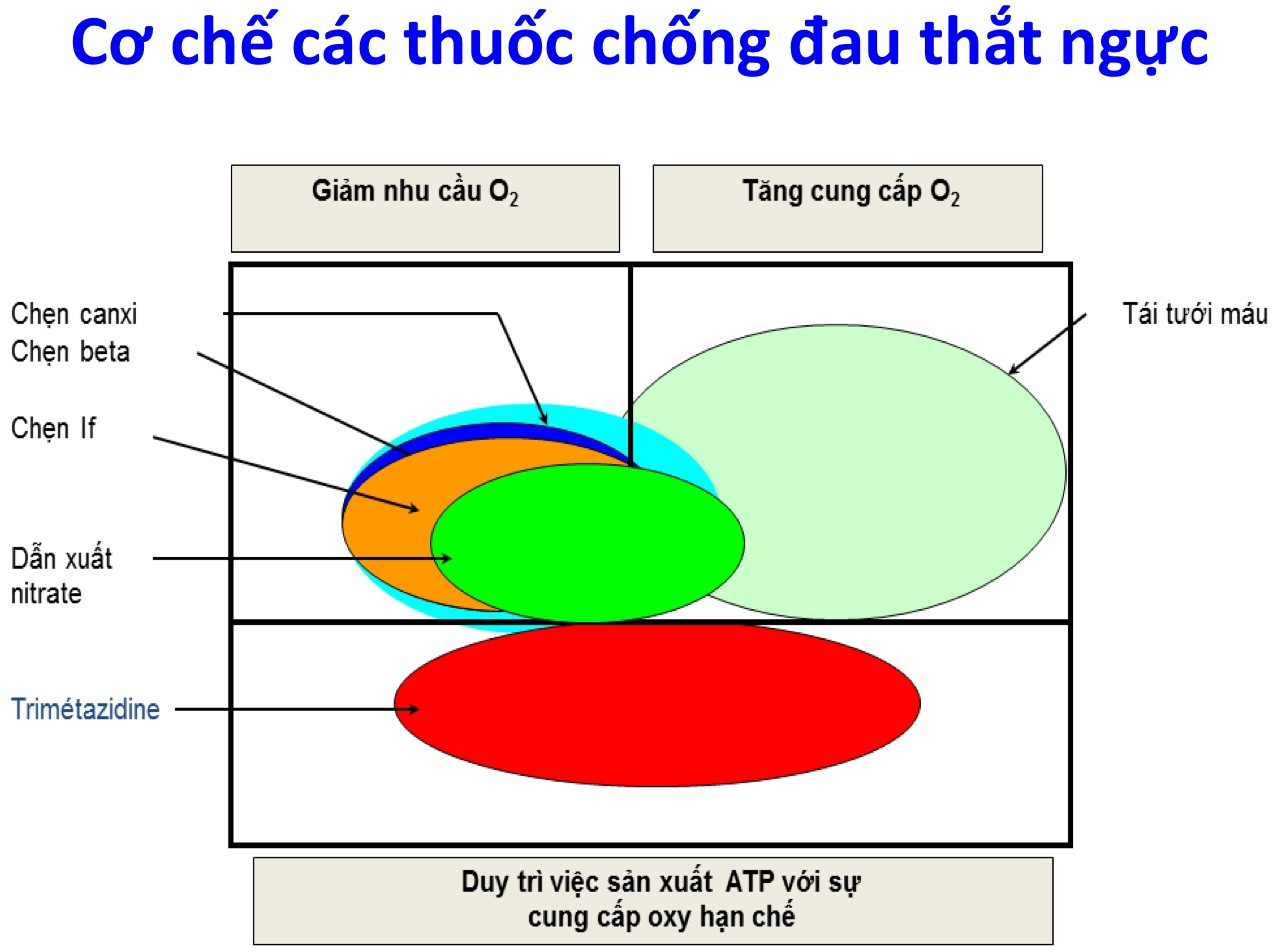 Cơ chế các thuốc chống đau thắt ngực
Giảm nhu cầu O₂
Tăng cung cấp O₂
Chẹn canxi
Chẹn beta
Chẹn If
Dẫn xuất
nitrate
Trimétazidine
Tái tưới máu
Duy trì việc sản xuất ATP với sự
cung cấp oxy hạn chế